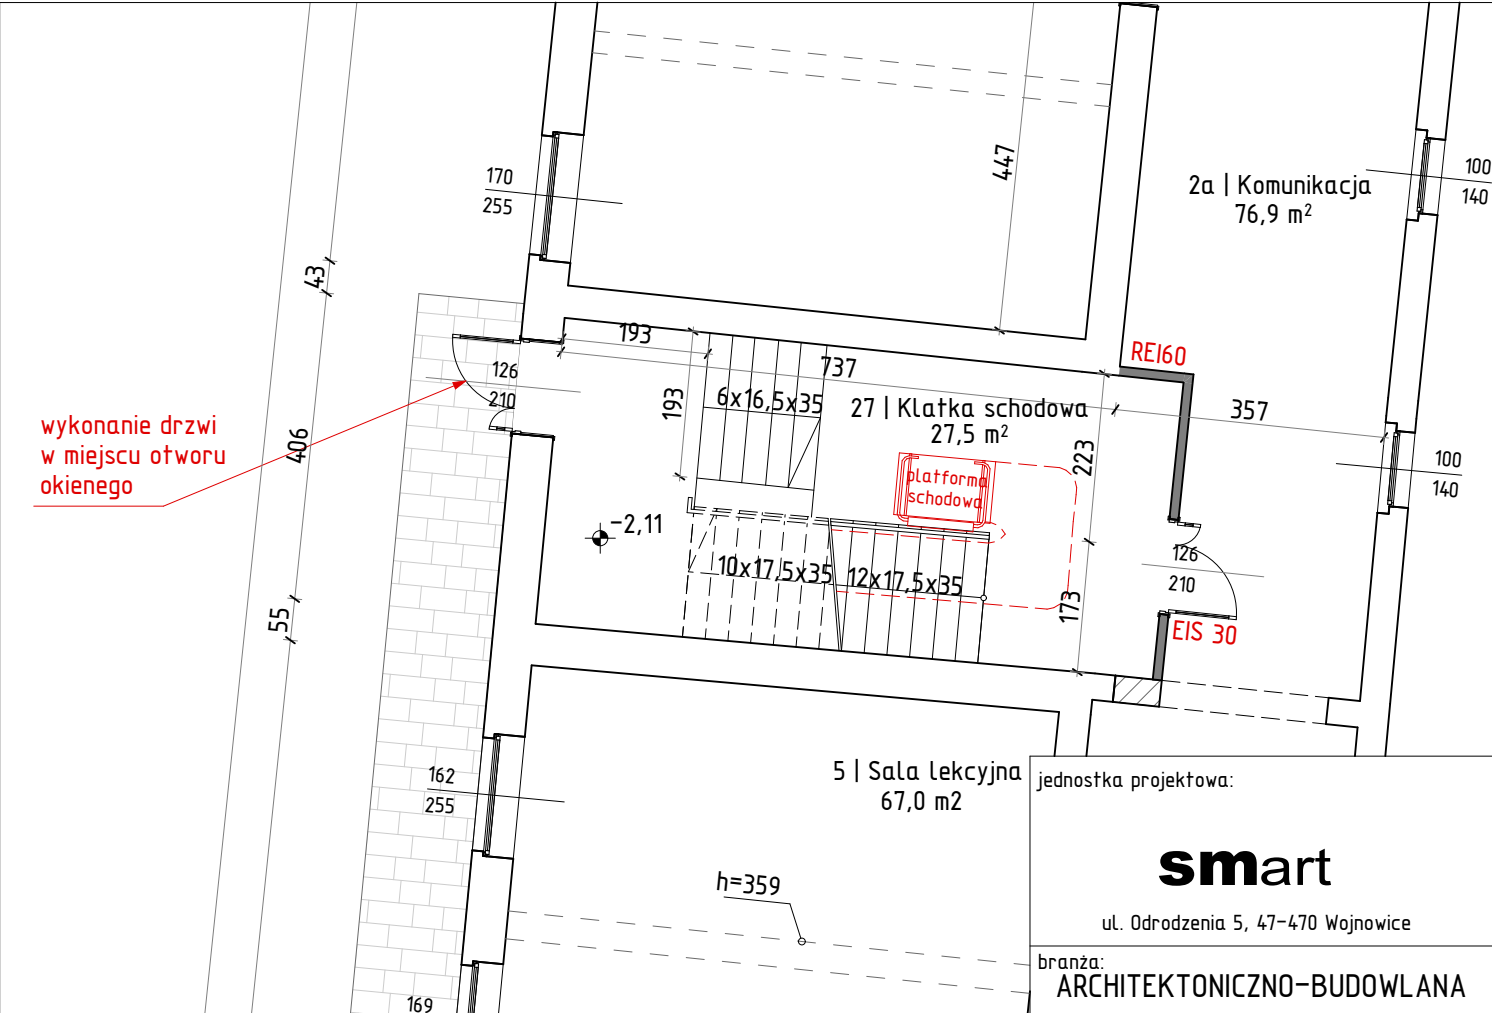 170
255
447
2a | Komunikacja
76,9 m²
100
140
43
193
737
REI60
126
210
193
6x16,5x35
27 | Klatka schodowa
27,5 m²
357
wykonanie drzwi
w miejscu otworu
okienego
406
223
platforma
schodowa
100
140
-2,11
10x17,5x35
12x17,5x35
126
210
173
55
EIS 30
162
255
5 | Sala lekcyjna
67,0 m2
h=359
169
jednostka projektowa:
smart
ul. Odrodzenia 5, 47-470 Wojnowice
branża:
ARCHITEKTONICZNO-BUDOWLANA